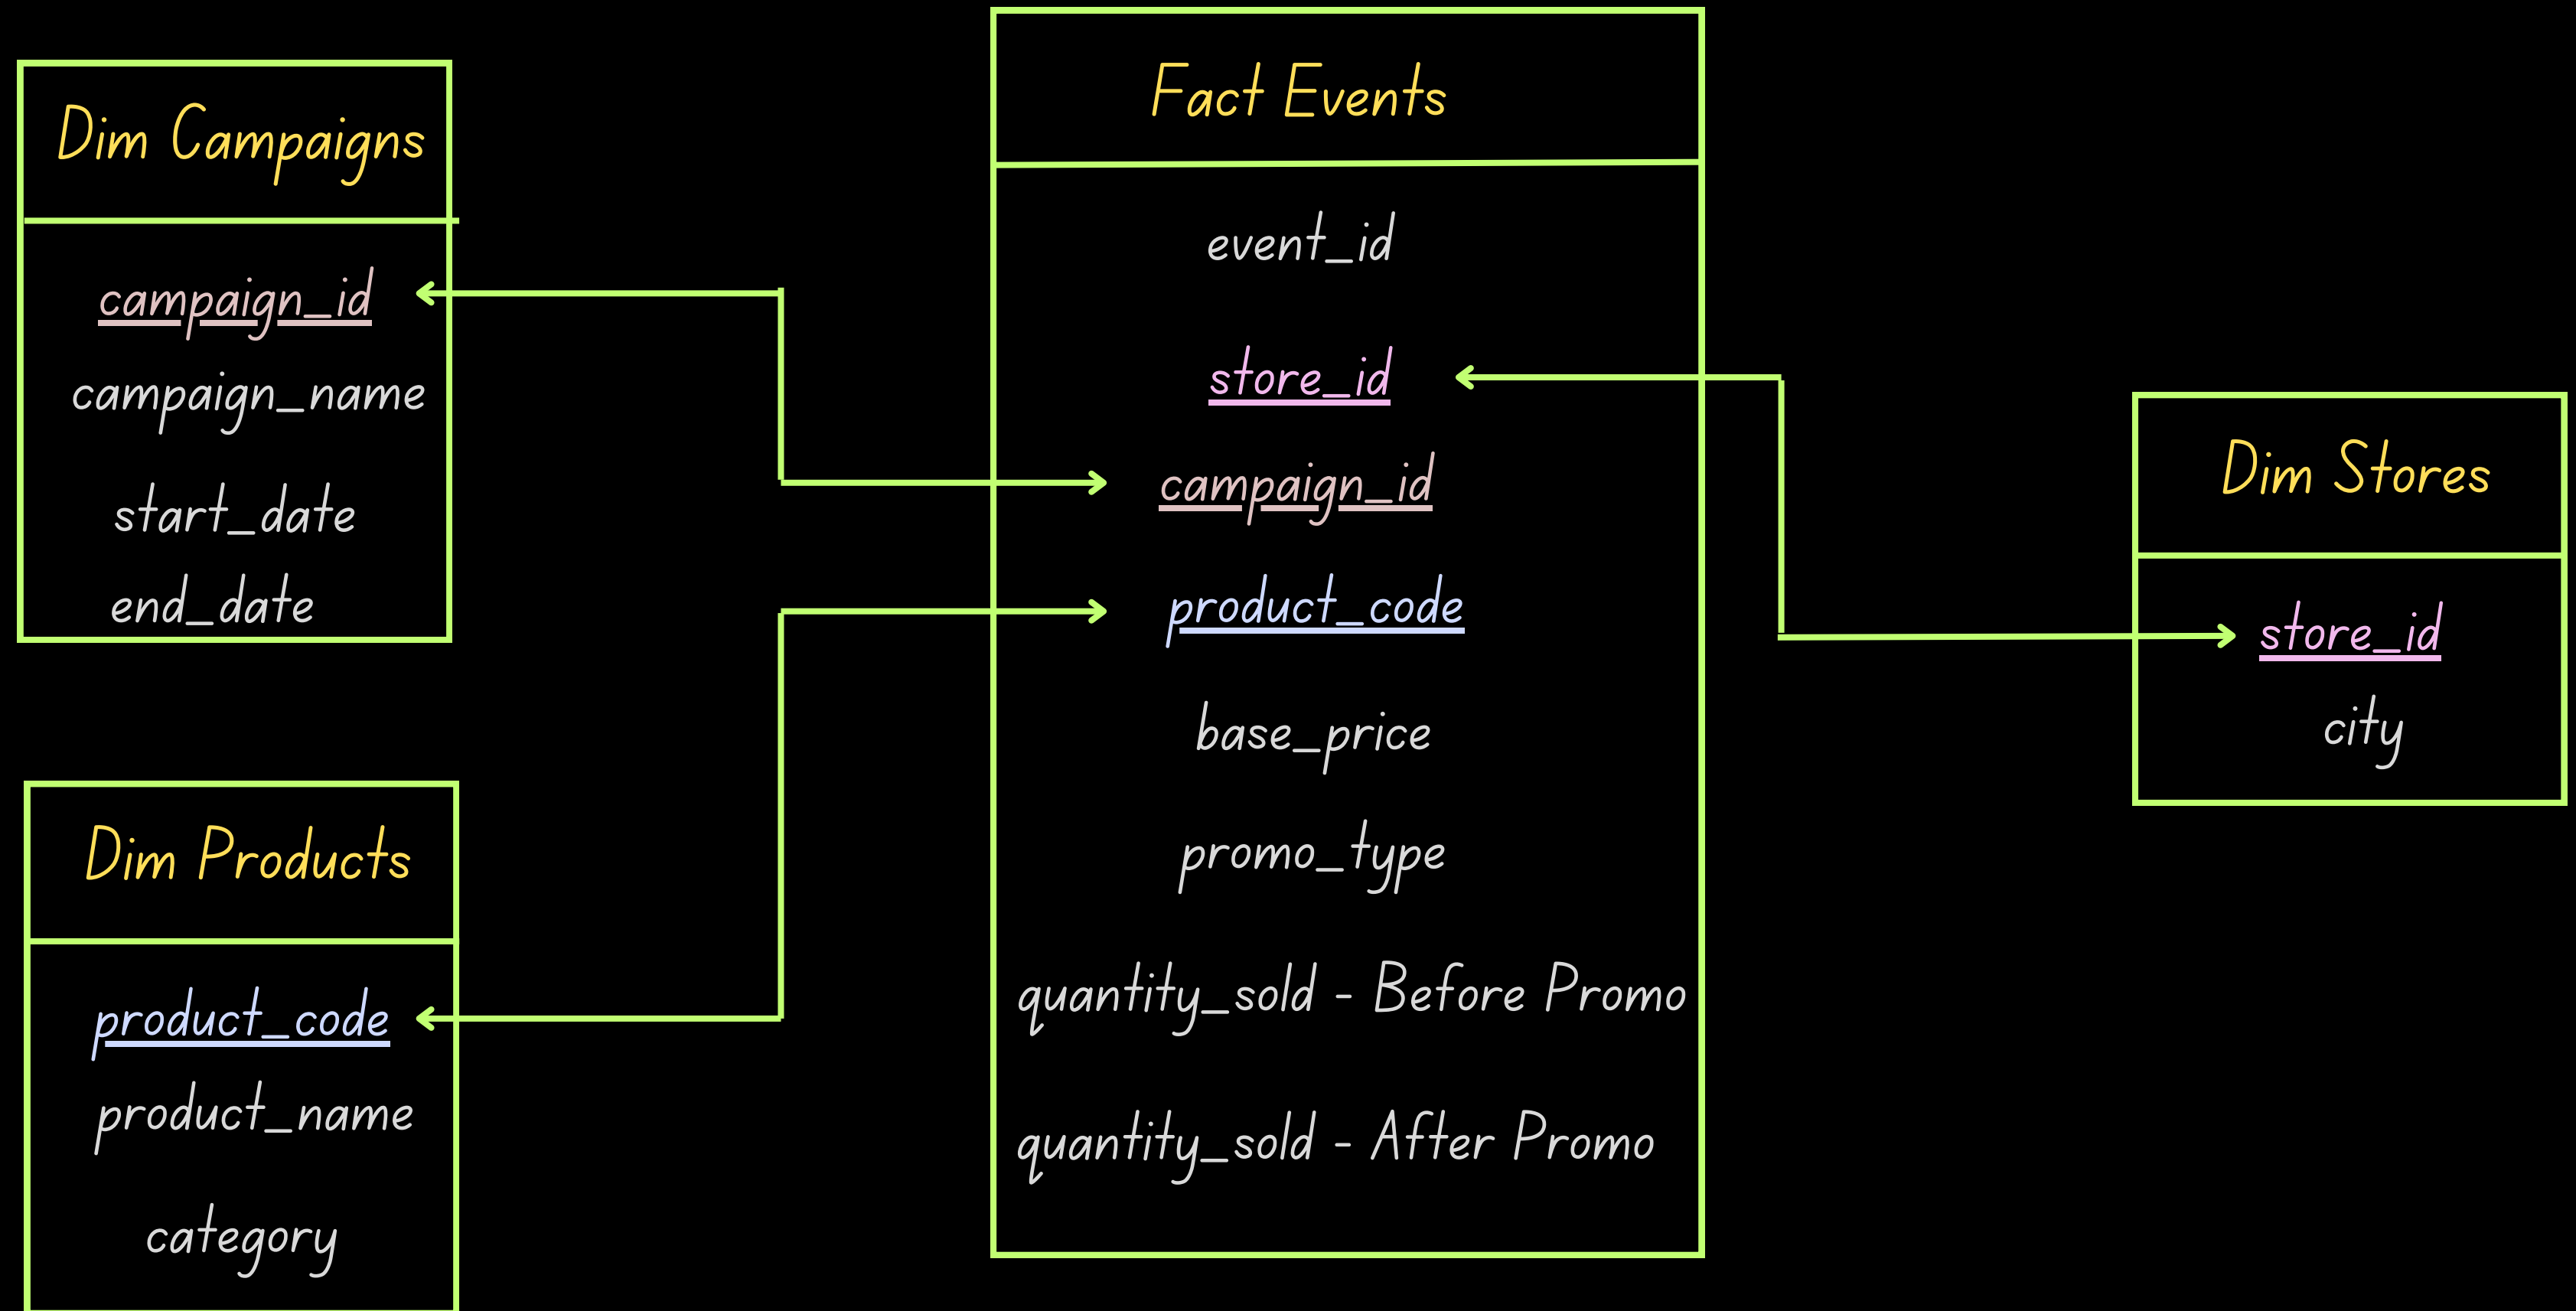 Dim Campaigns
campaign_id
campaign_name
start_date
end_date
Dim Products
product_code
product_name
category
Fact Events
event_id
store_id
campaign_id
product_code
base_price
promo_type
quantity_sold - Before Promo
quantity_sold - After Promo
Dim Stores
store_id
city